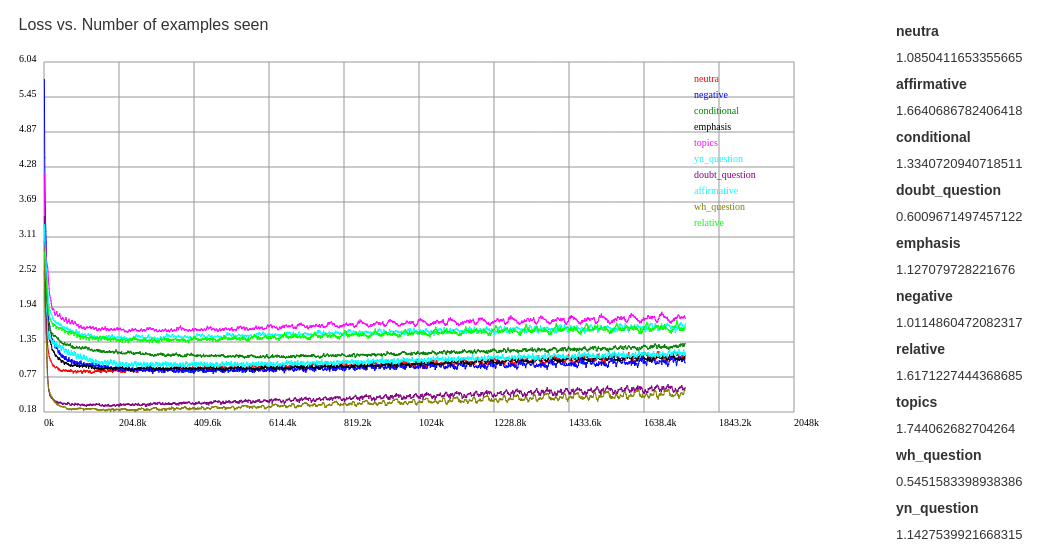 Loss vs. Number of examples seen
6.04
5.45
4.87
4.28
3.69
3.11
2.52
1.94
1.35
0.77
0.18
0k
204.8k
409.6k
614.4k
819.2k
1024k
1228.8k
1433.6k
1638.4k
1843.2k
2048k
neutra
negative
conditional
emphasis
topics
yn_question
doubt_question
affirmative
wh_question
relative
neutra
1.0850411653355665
affirmative
1.6640686782406418
conditional
1.3340720940718511
doubt_question
0.6009671497457122
emphasis
1.127079728221676
negative
1.0114860472082317
relative
1.6171227444368685
topics
1.744062682704264
wh_question
0.5451583398938386
yn_question
1.1427539921668315